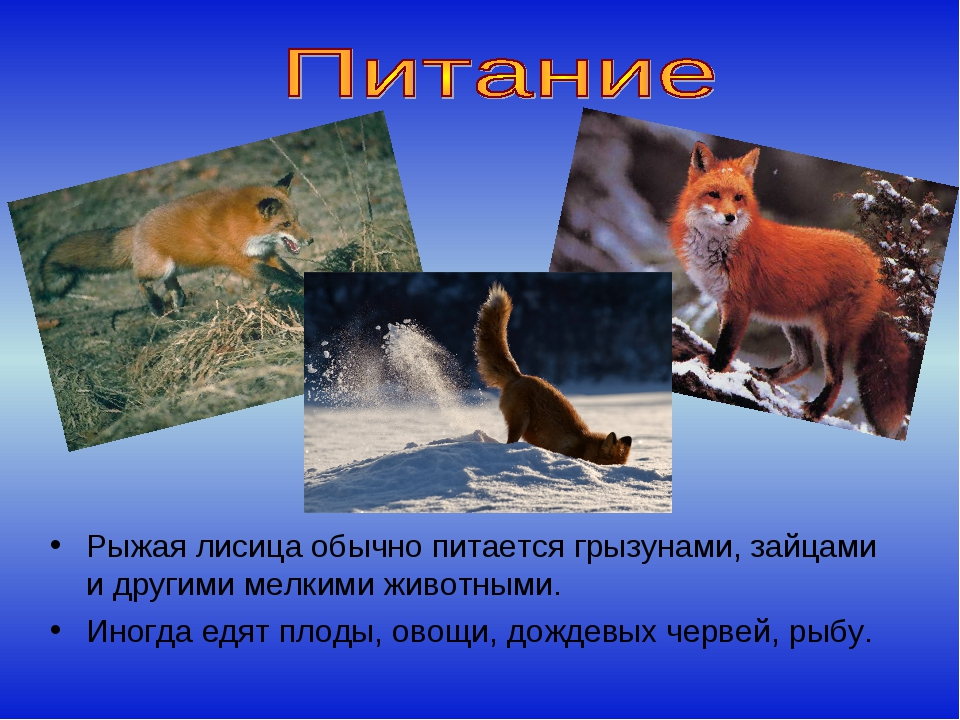 Питание
• Рыжая лисица обычно питается грызунами, зайцами
и другими мелкими животными.
• Иногда едят плоды, овощи, дождевых червей, рыбу.